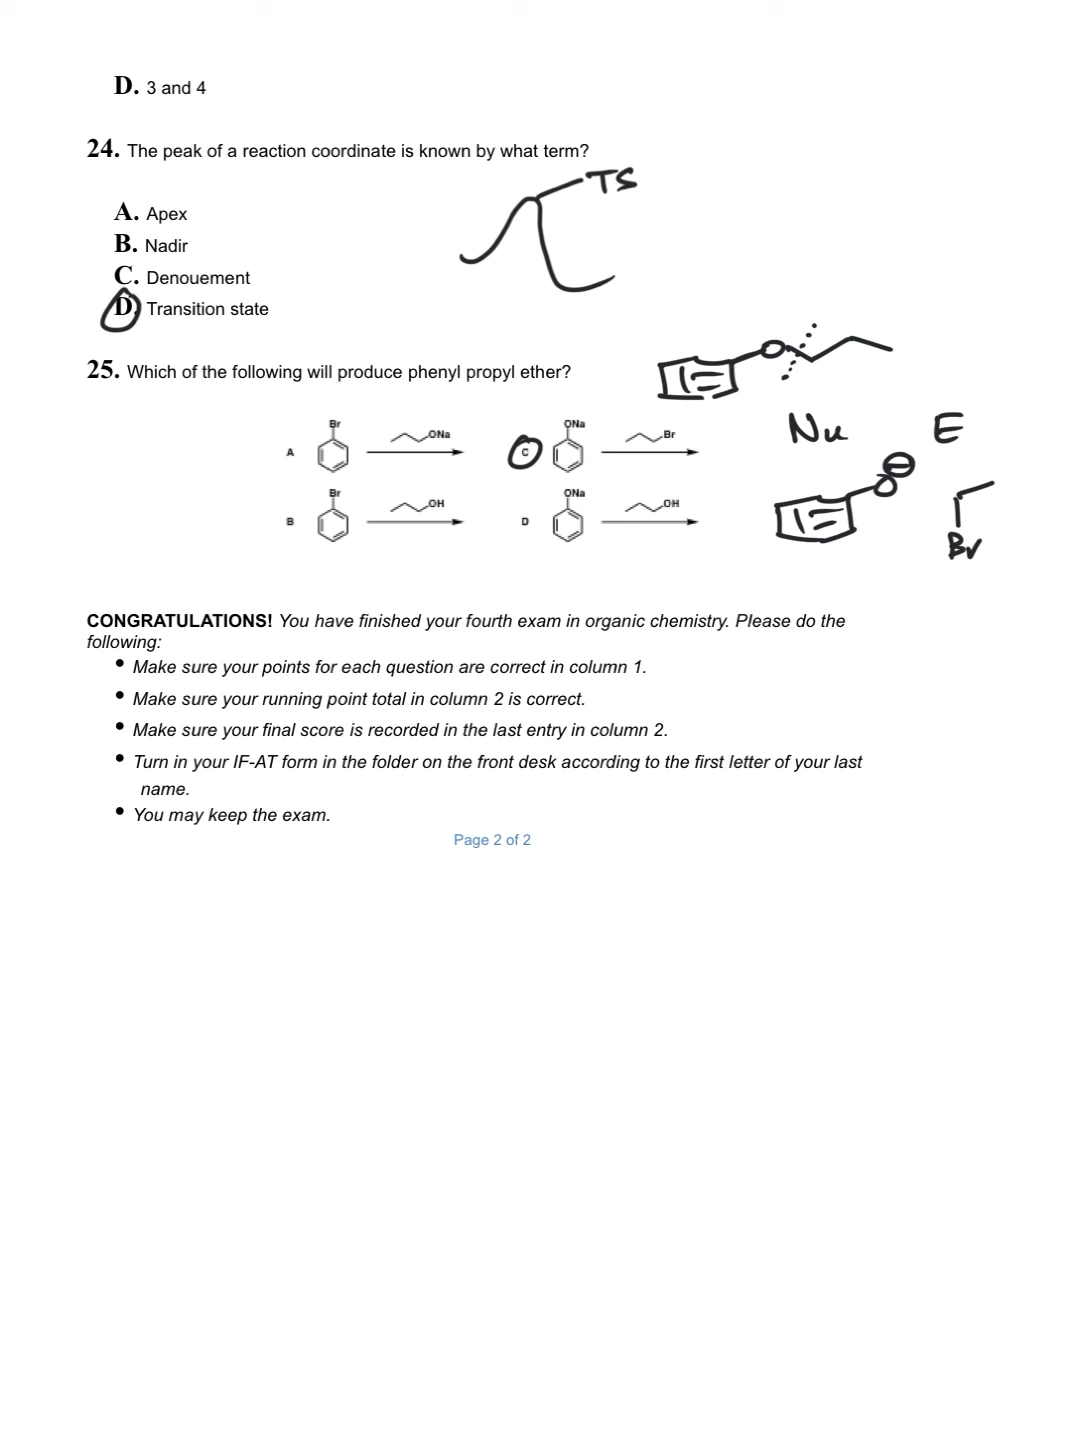 D. 3 and 4
24. The peak of a reaction coordinate is known by what term?
TS
A. Apex
B. Nadir
C. Denouement
D. Transition state
25. Which of the following will produce phenyl propyl ether?
O
Nu E
Br ONa ONa Br
A C
Br OH ONa OH
B D
O ⊖
Br
CONGRATULATIONS! You have finished your fourth exam in organic chemistry. Please do the
following:
• Make sure your points for each question are correct in column 1.
• Make sure your running point total in column 2 is correct.
• Make sure your final score is recorded in the last entry in column 2.
• Turn in your IF-AT form in the folder on the front desk according to the first letter of your last
name.
• You may keep the exam.
Page 2 of 2